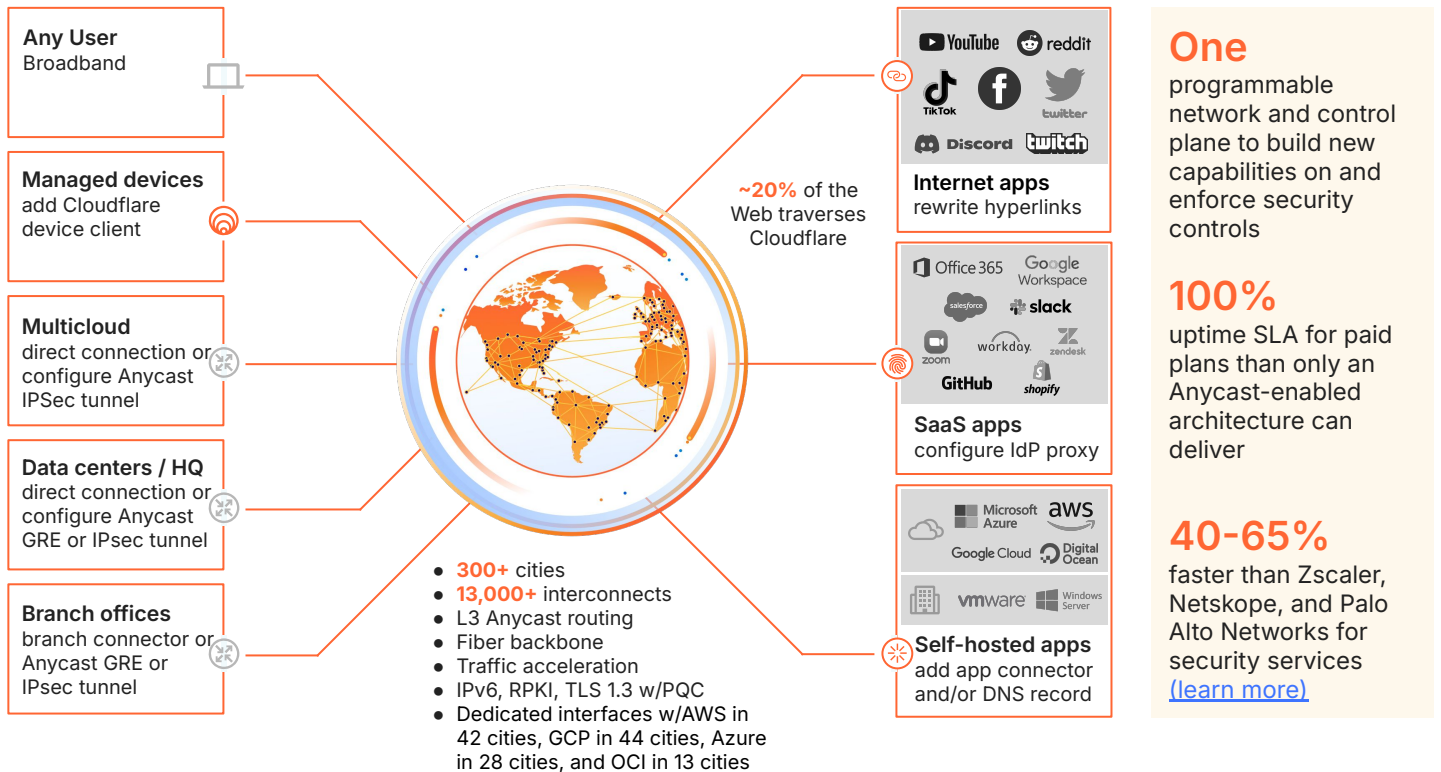 Any User
Broadband
Managed devices
add Cloudflare
device client
Multicloud
direct connection or
configure Anycast
IPSec tunnel
Data centers / HQ
direct connection or
configure Anycast
GRE or IPsec tunnel
Branch offices
branch connector or
Anycast GRE or
IPsec tunnel
~20% of the
Web traverses
Cloudflare
300+ cities
13,000+ interconnects
L3 Anycast routing
Fiber backbone
Traffic acceleration
IPv6, RPKI, TLS 1.3 w/PQC
Dedicated interfaces w/AWS in
42 cities, GCP in 44 cities, Azure
in 28 cities, and OCI in 13 cities
YouTube
reddit
TikTok
twitter
Discord
twitch
Internet apps
rewrite hyperlinks
Office 365
Google
Workspace
salesforce
slack
zoom
workday.
zendesk
GitHub
shopify
SaaS apps
configure IdP proxy
Microsoft
Azure
aws
Google Cloud
Digital
Ocean
vmware
Windows
Server
Self-hosted apps
add app connector
and/or DNS record
One
programmable
network and control
plane to build new
capabilities on and
enforce security
controls
100%
uptime SLA for paid
plans than only an
Anycast-enabled
architecture can
deliver
40-65%
faster than Zscaler,
Netskope, and Palo
Alto Networks for
security services
(learn more)